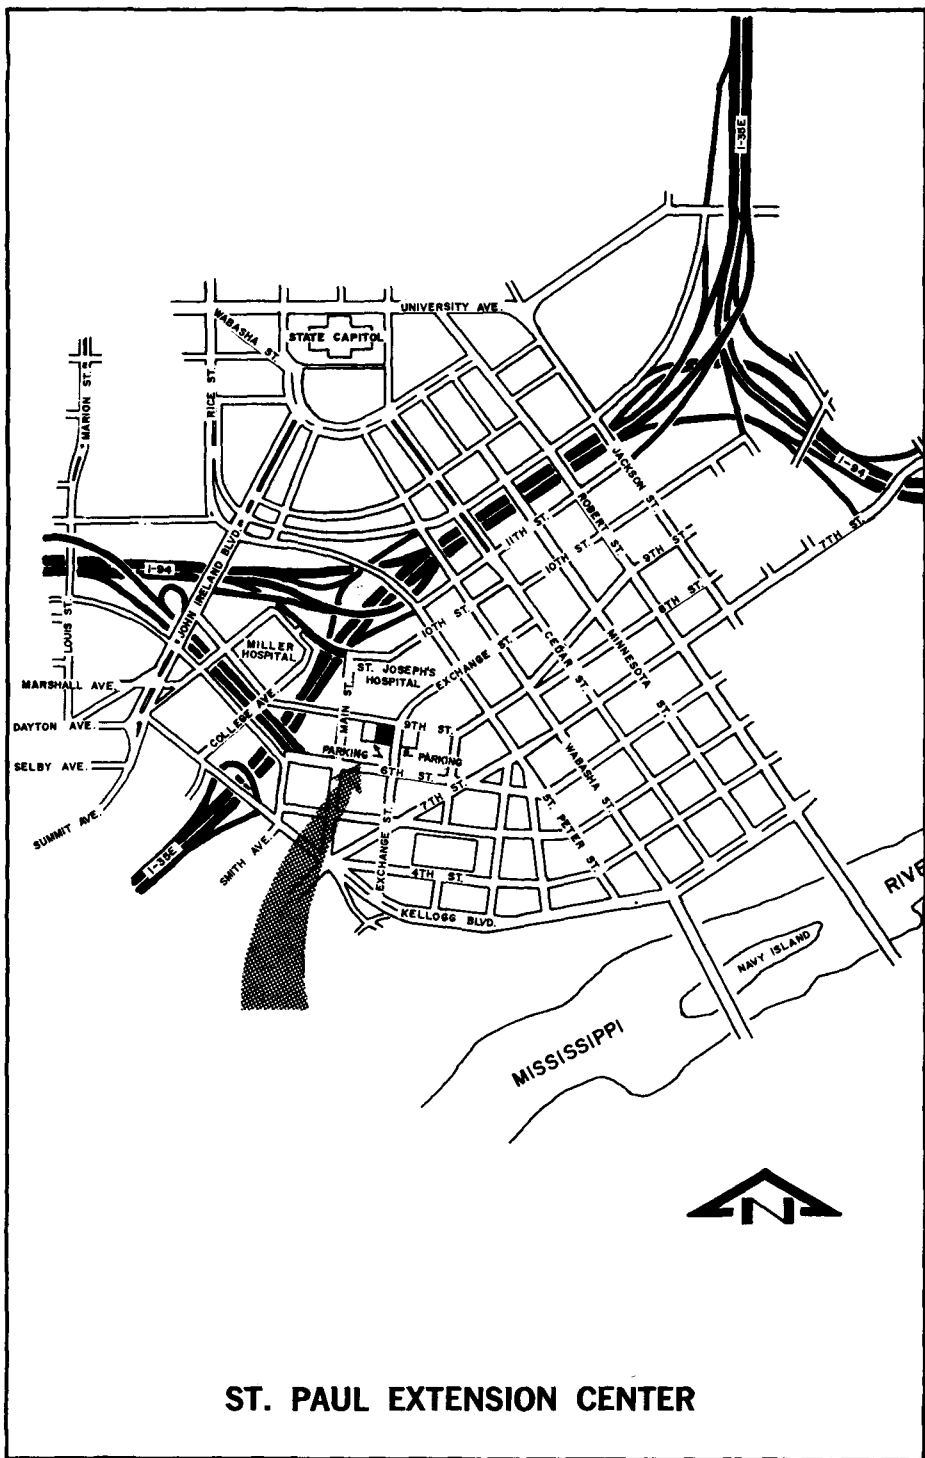 I-35E
UNIVERSITY AVE.
WABASHA ST.
STATE CAPITOL
MARION ST.
RICE ST.
JACKSON ST.
I-94
ROBERT ST.
11TH ST.
10TH ST.
9TH ST.
7TH ST.
I-94
JOHN IRELAND BLVD.
8TH ST.
LOUIS ST.
10TH ST.
MILLER
HOSPITAL
EXCHANGE ST.
CEDAR ST.
MINNESOTA ST.
ST. JOSEPH'S
HOSPITAL
MARSHALL AVE.
MAIN ST.
COLLEGE AVE.
DAYTON AVE.
9TH ST.
PARKING
PARKING
SELBY AVE.
6TH ST.
WABASHA ST.
7TH ST.
ST. PETER ST.
SUMMIT AVE.
I-35E
SMITH AVE.
EXCHANGE ST.
4TH ST.
KELLOGG BLVD.
RIVE
NAVY ISLAND
MISSISSIPPI
N
ST. PAUL EXTENSION CENTER